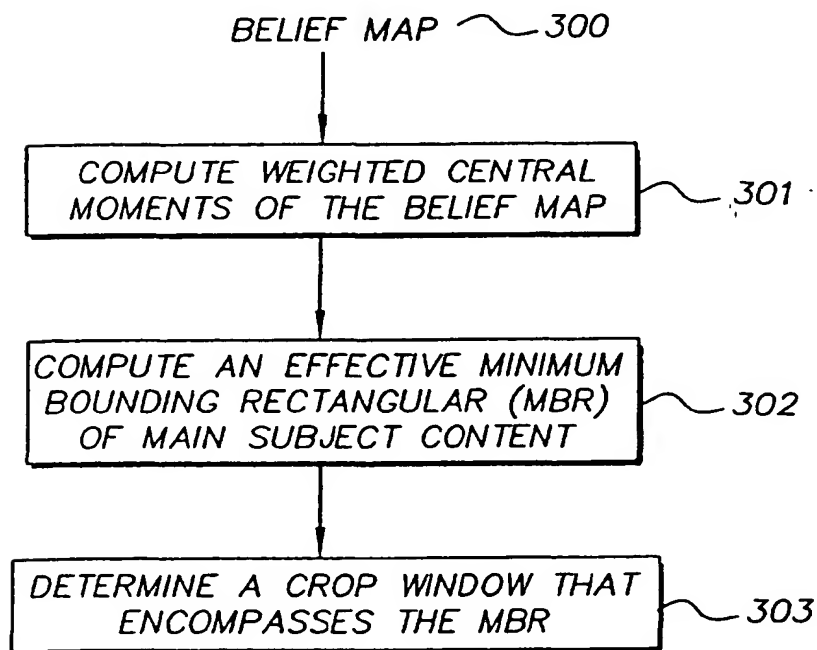 BELIEF MAP 300
COMPUTE WEIGHTED CENTRAL
MOMENTS OF THE BELIEF MAP
301
COMPUTE AN EFFECTIVE MINIMUM
BOUNDING RECTANGULAR (MBR)
OF MAIN SUBJECT CONTENT
302
DETERMINE A CROP WINDOW THAT
ENCOMPASSES THE MBR
303